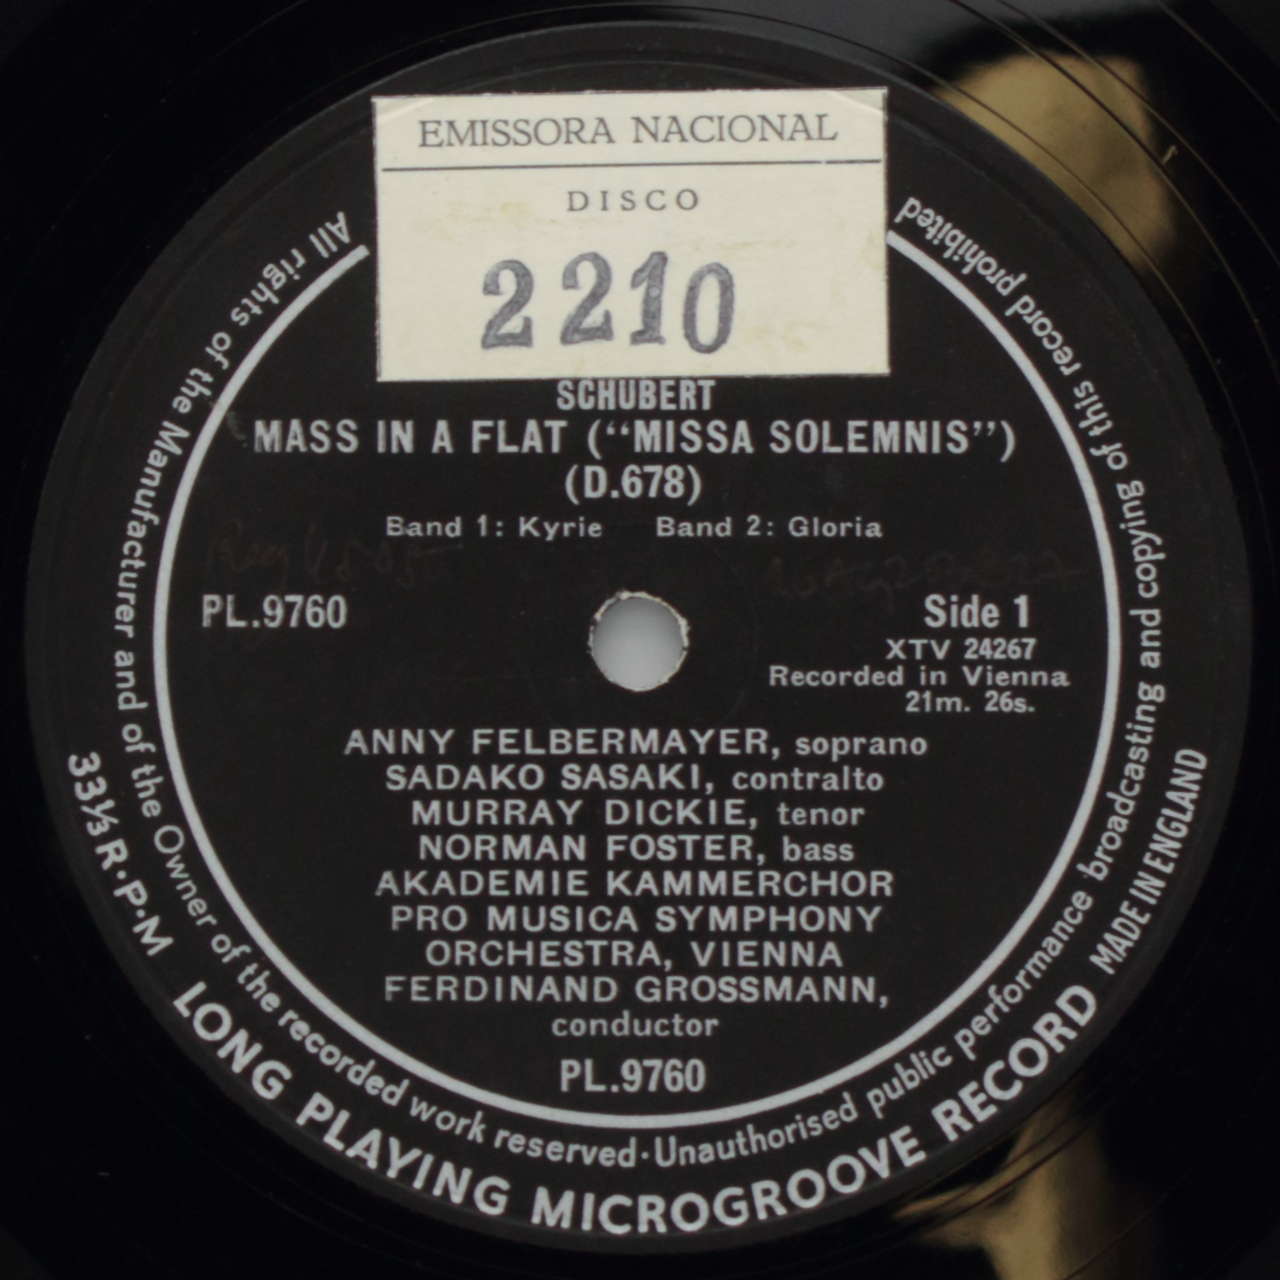 EMISSORA NACIONAL
DISCO
2210
SCHUBERT
MASS IN A FLAT (“MISSA SOLEMNIS”)
(D.678)
Band 1: Kyrie Band 2: Gloria
PL.9760
Side 1
XTV 24267
Recorded in Vienna
21m. 26s.
ANNY FELBERMAYER, soprano
SADAKO SASAKI, contralto
MURRAY DICKIE, tenor
NORMAN FOSTER, bass
AKADEMIE KAMMERCHOR
PRO MUSICA SYMPHONY
ORCHESTRA, VIENNA
FERDINAND GROSSMANN,
conductor
PL.9760
All rights of the Manufacturer and of the Owner of the recorded work reserved·Unauthorised public performance broadcasting and copying of this record prohibited
33⅓ R·P·M LONG PLAYING MICROGROOVE RECORD MADE IN ENGLAND